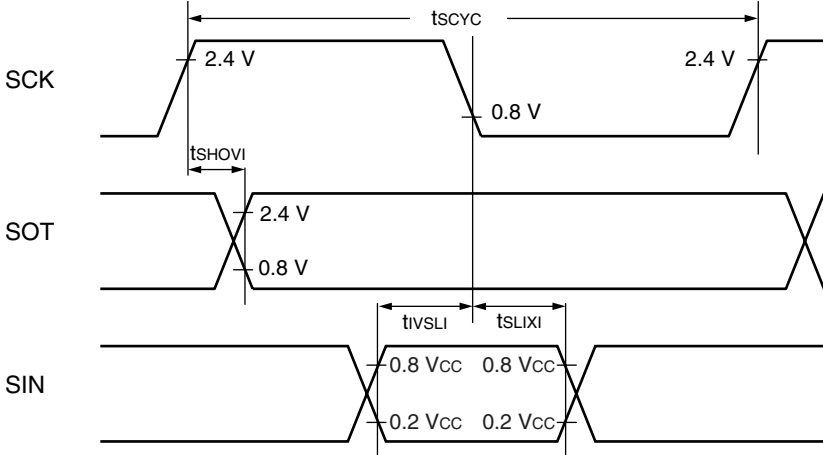 tSCYC
SCK
2.4 V
2.4 V
0.8 V
tSHOVI
SOT
2.4 V
0.8 V
tIVSLI
tSLIXI
SIN
0.8 VCC 0.8 VCC
0.2 VCC 0.2 VCC